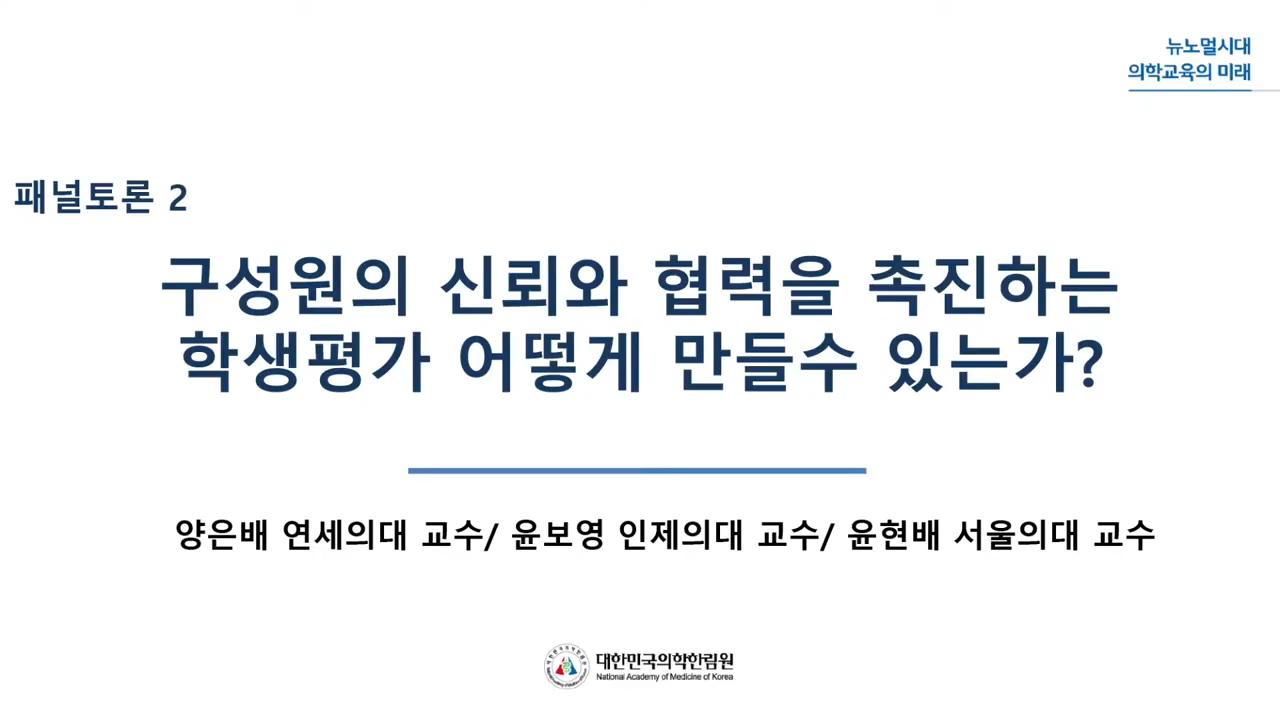 뉴노멀시대
의학교육의 미래
패널토론 2
구성원의 신뢰와 협력을 촉진하는
학생평가 어떻게 만들수 있는가?
양은배 연세의대 교수/ 윤보영 인제의대 교수/ 윤현배 서울의대 교수
대한민국의학한림원
National Academy of Medicine of Korea